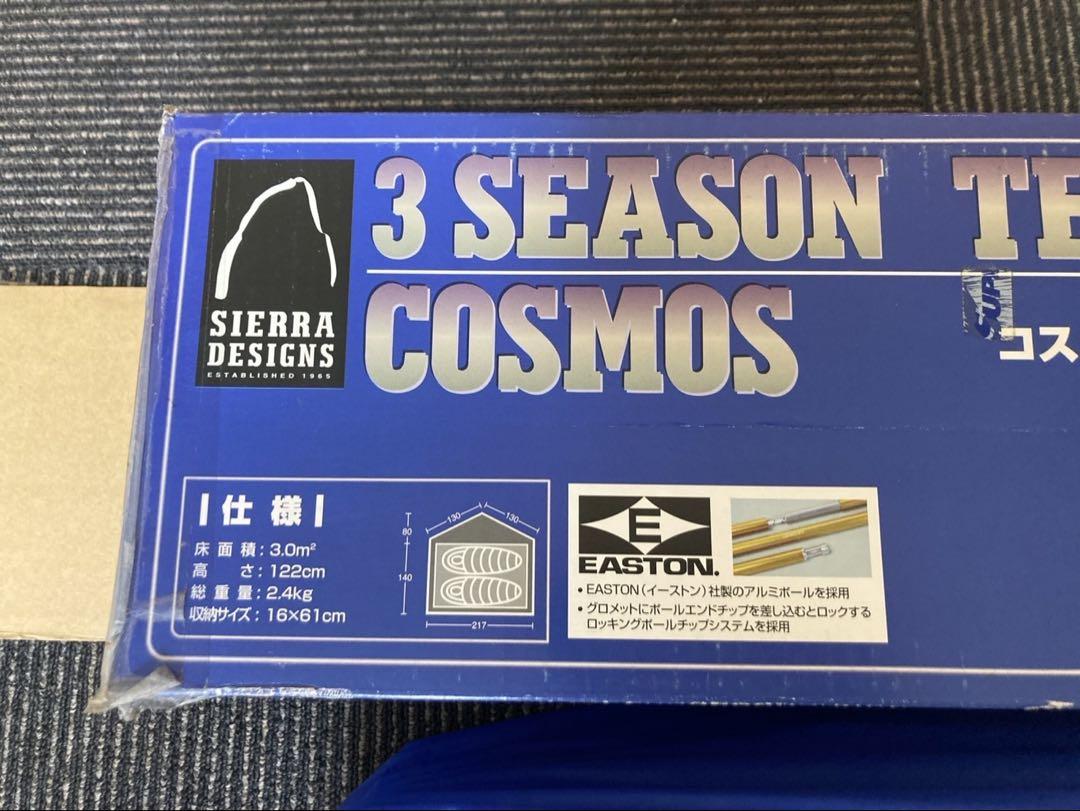 3 SEASON TE
COSMOS
SIERRA
DESIGNS
ESTABLISHED 1965
SUP
コス
仕 様
床 面 積 : 3.0m²
高 さ : 122cm
総 重 量 : 2.4kg
収納サイズ : 16×61cm
130
130
80
140
217
E
EASTON.
• EASTON(イーストン)社製のアルミポールを採用
• グロメットにポールエンドチップを差し込むとロックする
ロッキングポールチップシステムを採用